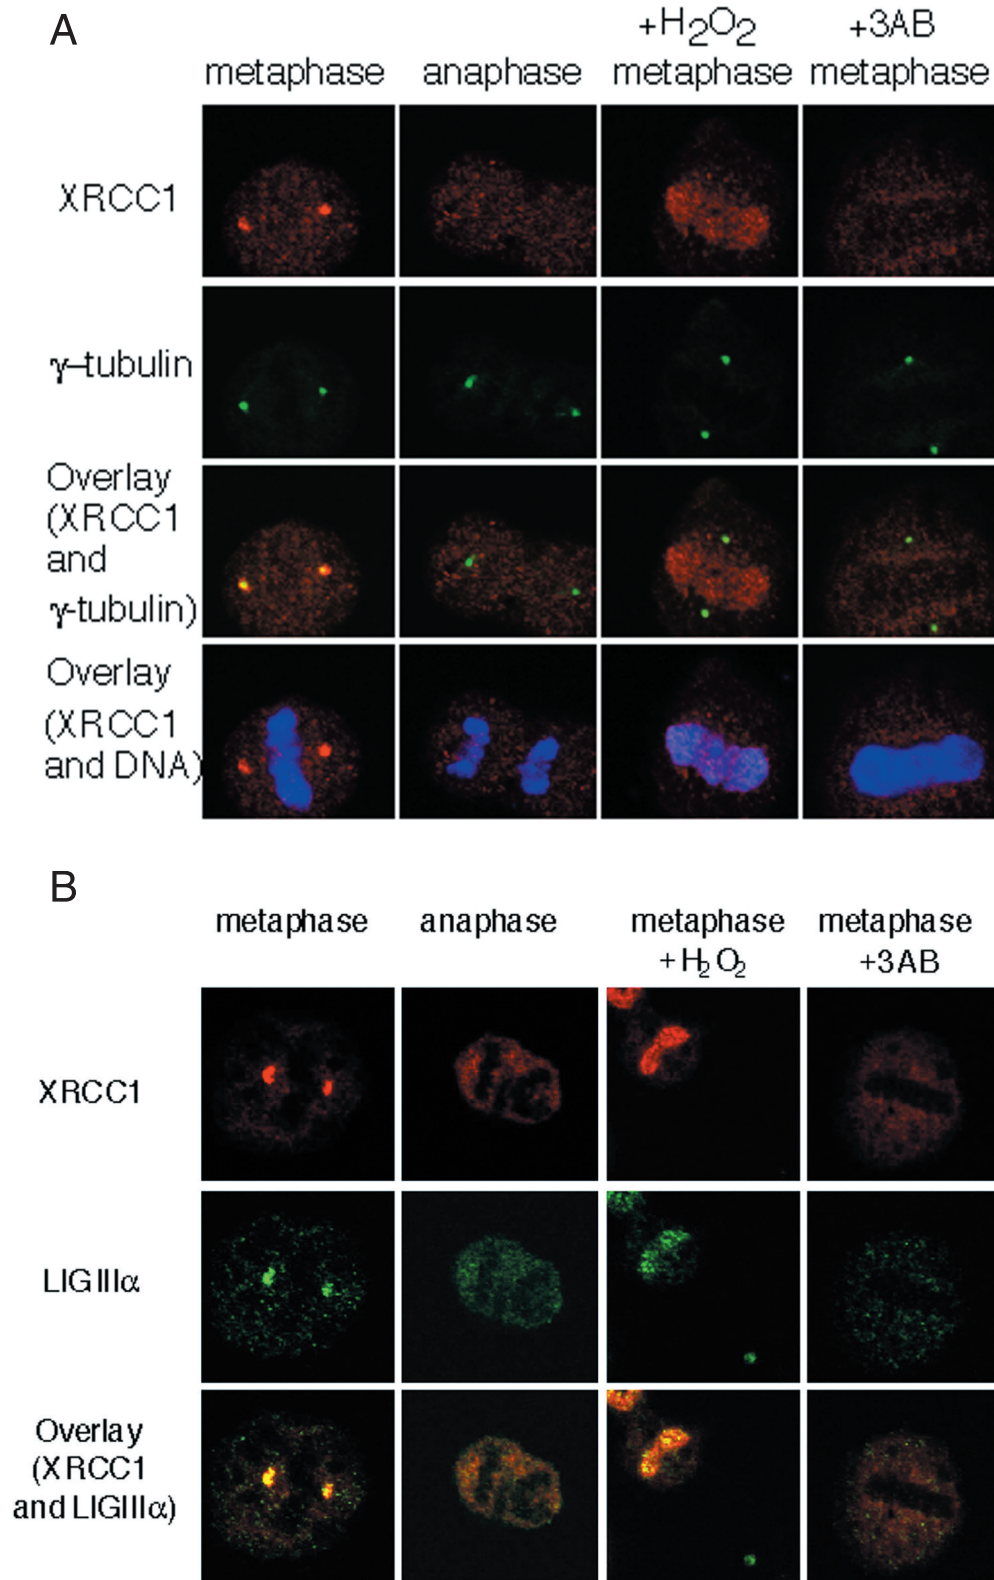 A
+H2O2 +3AB
metaphase anaphase metaphase metaphase
XRCC1
γ–tubulin
Overlay
(XRCC1
and
γ-tubulin)
Overlay
(XRCC1
and DNA)
B
metaphase anaphase metaphase metaphase
+H2O2 +3AB
XRCC1
LIGIIIα
Overlay
(XRCC1
and LIGIIIα)